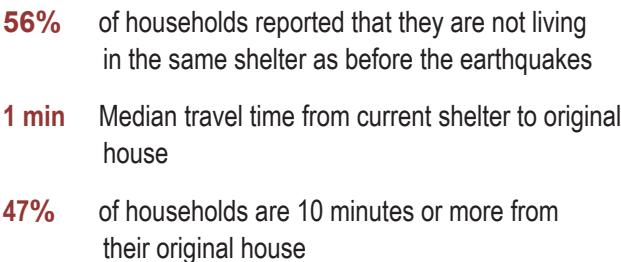 56% of households reported that they are not living
in the same shelter as before the earthquakes
1 min Median travel time from current shelter to original
house
47% of households are 10 minutes or more from
their original house